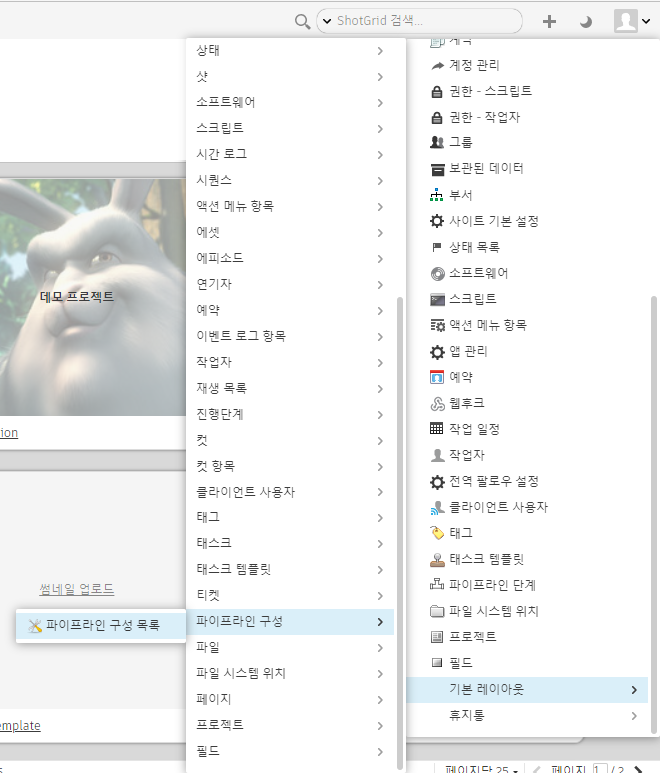 ShotGrid 검색...
상태
샷
소프트웨어
스크립트
시간 로그
시퀀스
액션 메뉴 항목
에셋
에피소드
연기자
예약
이벤트 로그 항목
작업자
재생 목록
진행단계
컷
컷 항목
클라이언트 사용자
태그
태스크
태스크 템플릿
티켓
파이프라인 구성
파일
파일 시스템 위치
페이지
프로젝트
필드
계정 관리
권한 - 스크립트
권한 - 작업자
그룹
보관된 데이터
부서
사이트 기본 설정
상태 목록
소프트웨어
스크립트
액션 메뉴 항목
앱 관리
예약
웹후크
작업 일정
작업자
전역 팔로우 설정
클라이언트 사용자
태그
태스크 템플릿
파이프라인 단계
파일 시스템 위치
프로젝트
필드
기본 레이아웃
휴지통
데모 프로젝트
ion
썸네일 업로드
파이프라인 구성 목록
emplate
페이지당 25
페이지 1 / 2